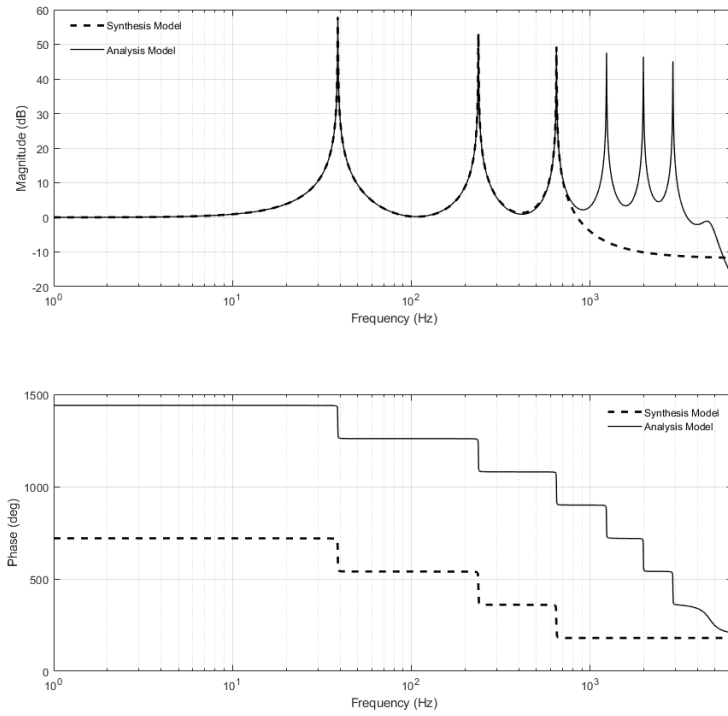 60
50
40
30
20
10
0
-10
-20
Magnitude (dB)
Synthesis Model
Analysis Model
10^0
10^1
10^2
10^3
Frequency (Hz)
1500
1000
500
0
Phase (deg)
Synthesis Model
Analysis Model
10^0
10^1
10^2
10^3
Frequency (Hz)